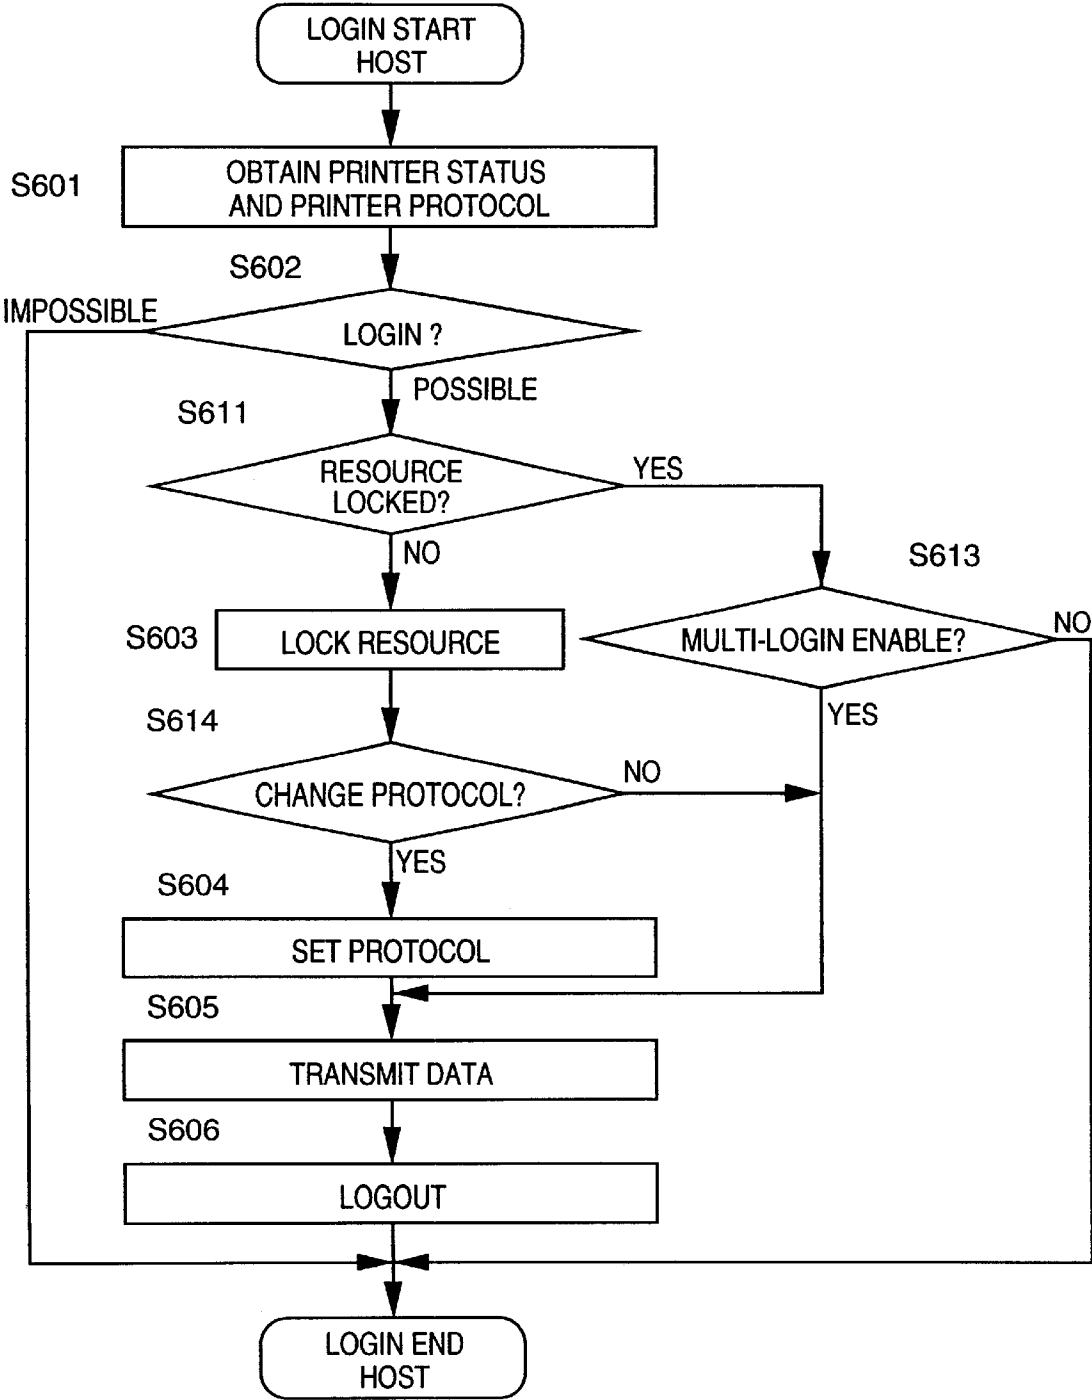 LOGIN START
HOST
S601
OBTAIN PRINTER STATUS
AND PRINTER PROTOCOL
S602
IMPOSSIBLE
LOGIN ?
POSSIBLE
S611
RESOURCE
LOCKED?
YES
NO
S613
S603
LOCK RESOURCE
MULTI-LOGIN ENABLE?
NO
YES
S614
CHANGE PROTOCOL?
NO
YES
S604
SET PROTOCOL
S605
TRANSMIT DATA
S606
LOGOUT
LOGIN END
HOST